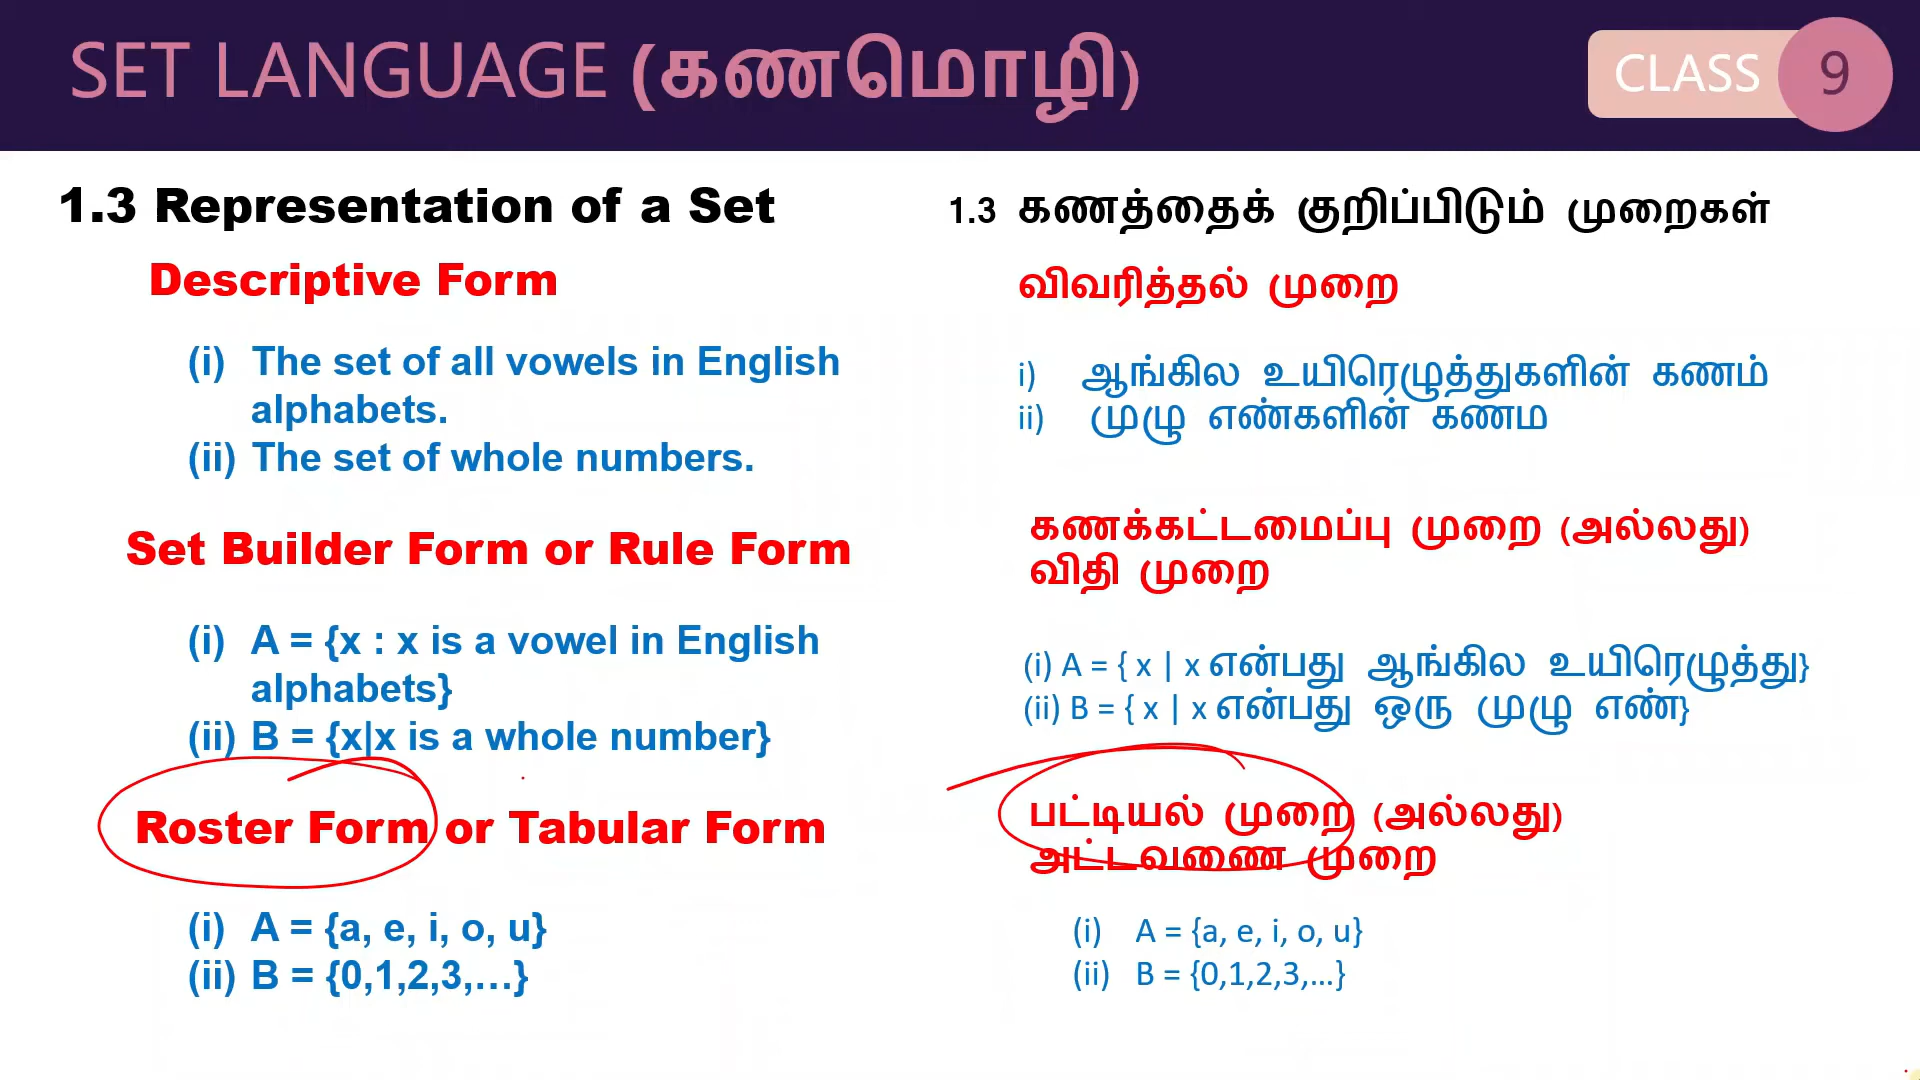 SET LANGUAGE (கணமொழி)
CLASS 9
1.3 Representation of a Set
Descriptive Form
(i) The set of all vowels in English
alphabets.
(ii) The set of whole numbers.
Set Builder Form or Rule Form
(i) A = {x : x is a vowel in English
alphabets}
(ii) B = {x|x is a whole number}
Roster Form or Tabular Form
(i) A = {a, e, i, o, u}
(ii) B = {0,1,2,3,…}
1.3 கணத்தைக் குறிப்பிடும் முறைகள்
விவரித்தல் முறை
i) ஆங்கில உயிரெழுத்துகளின் கணம்
ii) முழு எண்களின் கணம
கணக்கட்டமைப்பு முறை (அல்லது)
விதி முறை
(i) A = { x | x என்பது ஆங்கில உயிரெழுத்து}
(ii) B = { x | x என்பது ஒரு முழு எண்}
பட்டியல் முறை (அல்லது)
அட்டவணை முறை
(i) A = {a, e, i, o, u}
(ii) B = {0,1,2,3,…}